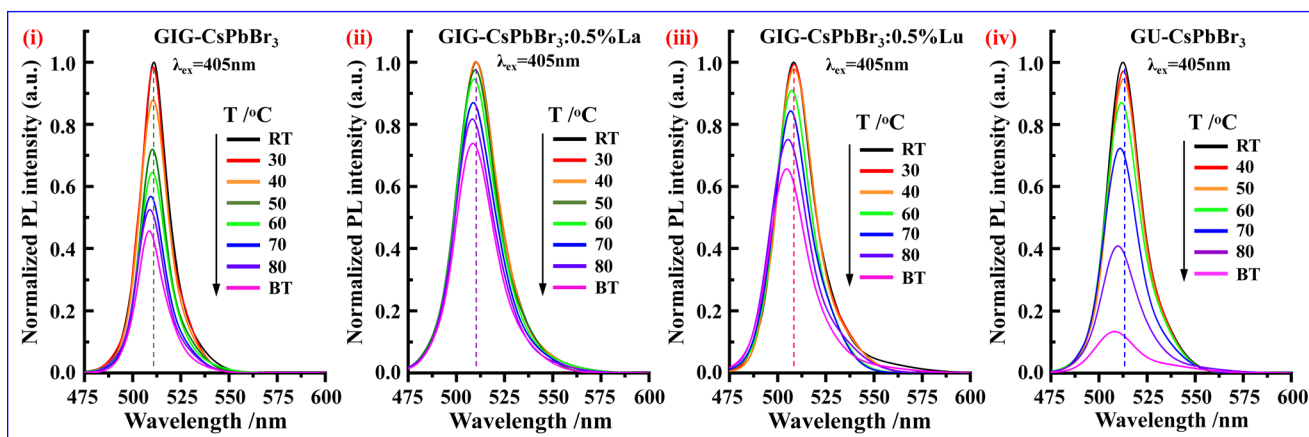 (i)
GIG-CsPbBr₃
λex=405nm
T /ºC
RT
30
40
50
60
70
80
BT
Normalized PL intensity (a.u.)
1.0
0.8
0.6
0.4
0.2
0.0
475 500 525 550 575 600
Wavelength /nm
(ii)
GIG-CsPbBr₃:0.5%La
λex=405nm
T /ºC
RT
30
40
50
60
70
80
BT
Normalized PL intensity (a.u.)
1.0
0.8
0.6
0.4
0.2
0.0
475 500 525 550 575 600
Wavelength /nm
(iii)
GIG-CsPbBr₃:0.5%Lu
λex=405nm
T /ºC
RT
30
40
60
70
80
BT
Normalized PL intensity (a.u.)
1.0
0.8
0.6
0.4
0.2
0.0
475 500 525 550 575 600
Wavelength /nm
(iv)
GU-CsPbBr₃
λex=405nm
T /ºC
RT
40
50
60
70
80
BT
Normalized PL intensity (a.u.)
1.0
0.8
0.6
0.4
0.2
0.0
475 500 525 550 575 600
Wavelength /nm